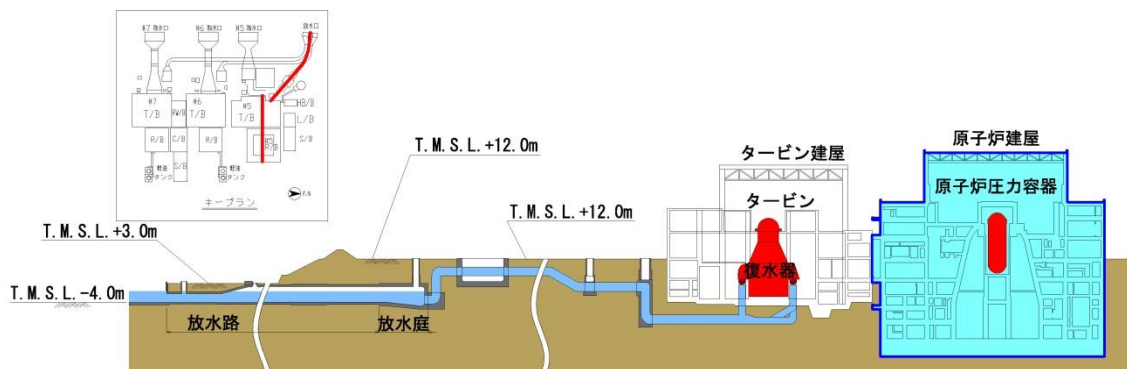 #7 取水口
#6 取水口
#5 取水口
放水口
#7
T/B
RW/B
#6
T/B
#5
T/B
HB/B
L/B
S/B
R/B
C/B
R/B
S/B
軽油
タンク
軽油
タンク
P.N
キープラン
T.M.S.L.+12.0m
T.M.S.L.+12.0m
T.M.S.L.+3.0m
T.M.S.L.-4.0m
放水路
放水庭
タービン建屋
タービン
復水器
原子炉建屋
原子炉圧力容器